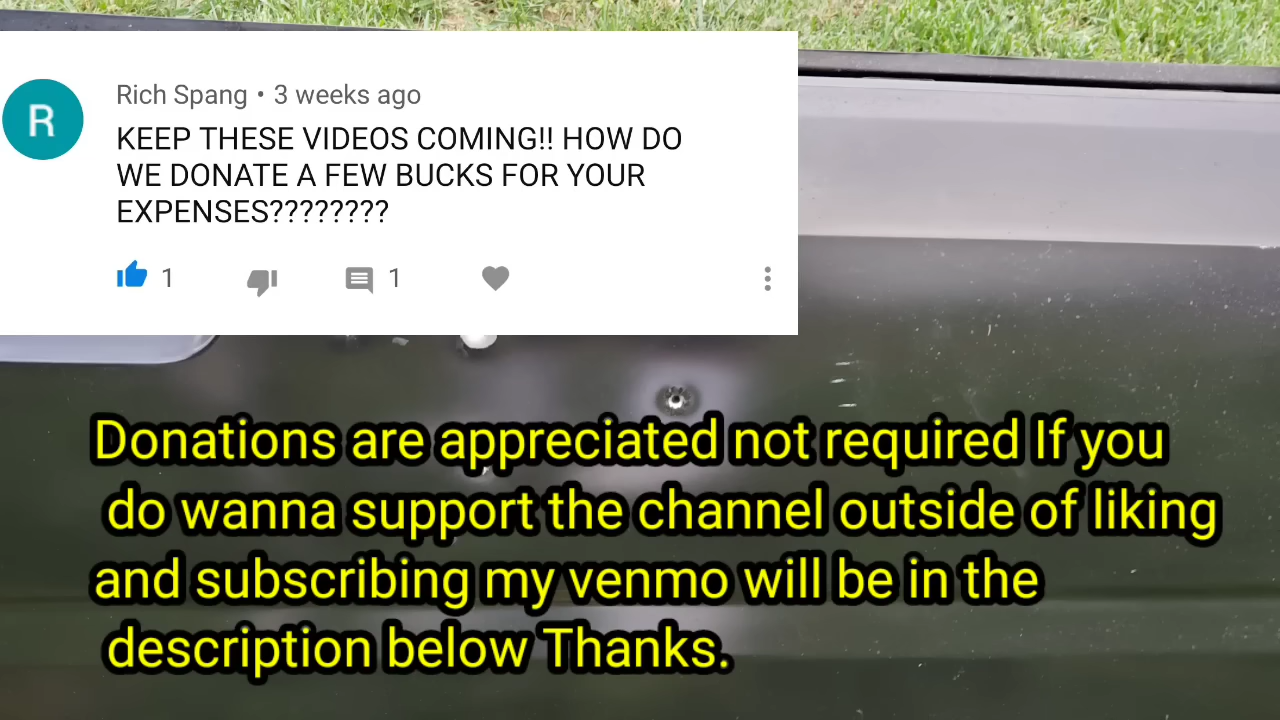 R
Rich Spang • 3 weeks ago
KEEP THESE VIDEOS COMING!! HOW DO
WE DONATE A FEW BUCKS FOR YOUR
EXPENSES????????
1 1
Donations are appreciated not required If you
do wanna support the channel outside of liking
and subscribing my venmo will be in the
description below Thanks.